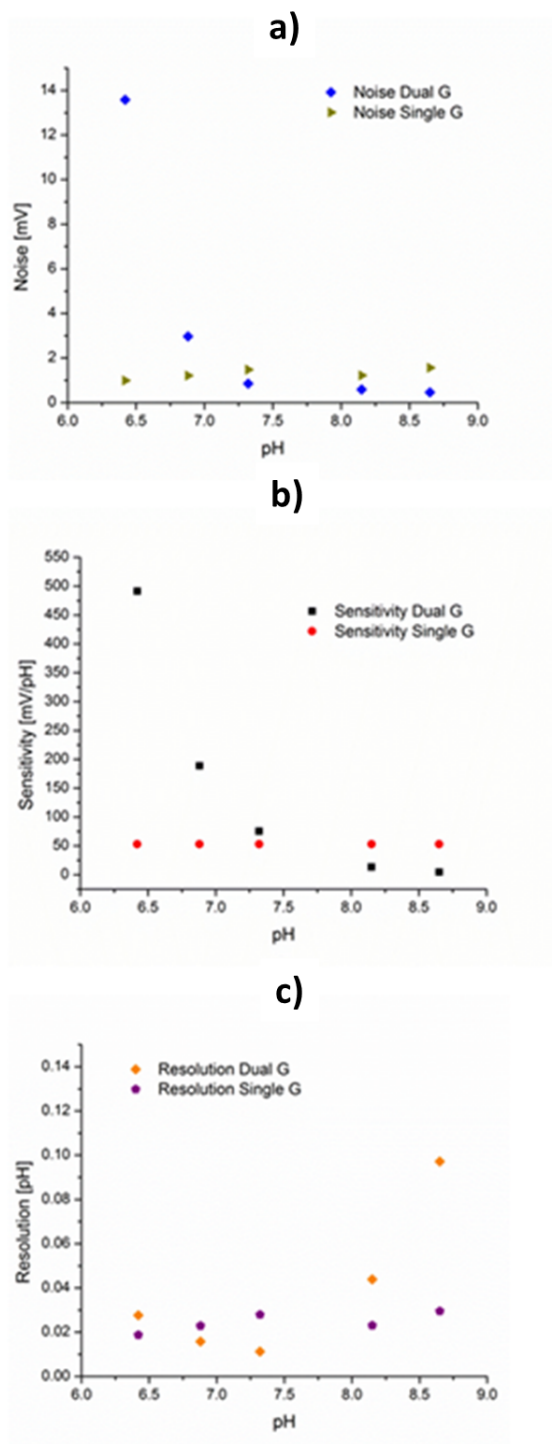 a)
14
12
10
8
6
4
2
0
Noise [mV]
Noise Dual G
Noise Single G
6.0 6.5 7.0 7.5 8.0 8.5 9.0
pH
b)
550
500
450
400
350
300
250
200
150
100
50
0
Sensitivity [mV/pH]
Sensitivity Dual G
Sensitivity Single G
6.0 6.5 7.0 7.5 8.0 8.5 9.0
pH
c)
0.14
0.12
0.10
0.08
0.06
0.04
0.02
0.00
Resolution [pH]
Resolution Dual G
Resolution Single G
6.0 6.5 7.0 7.5 8.0 8.5 9.0
pH